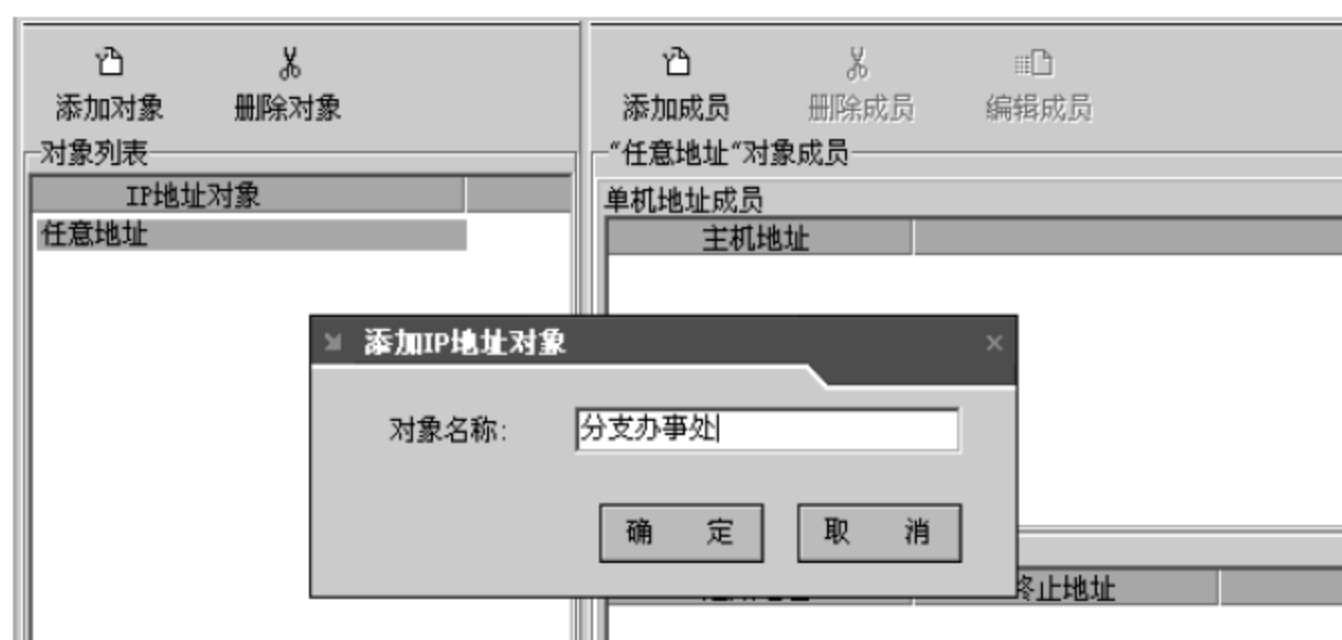 添加对象 删除对象
添加成员 删除成员 编辑成员
对象列表
“任意地址“对象成员
IP地址对象
任意地址
单机地址成员
主机地址
添加IP地址对象
对象名称:
分支办事处
确 定 取 消
终止地址